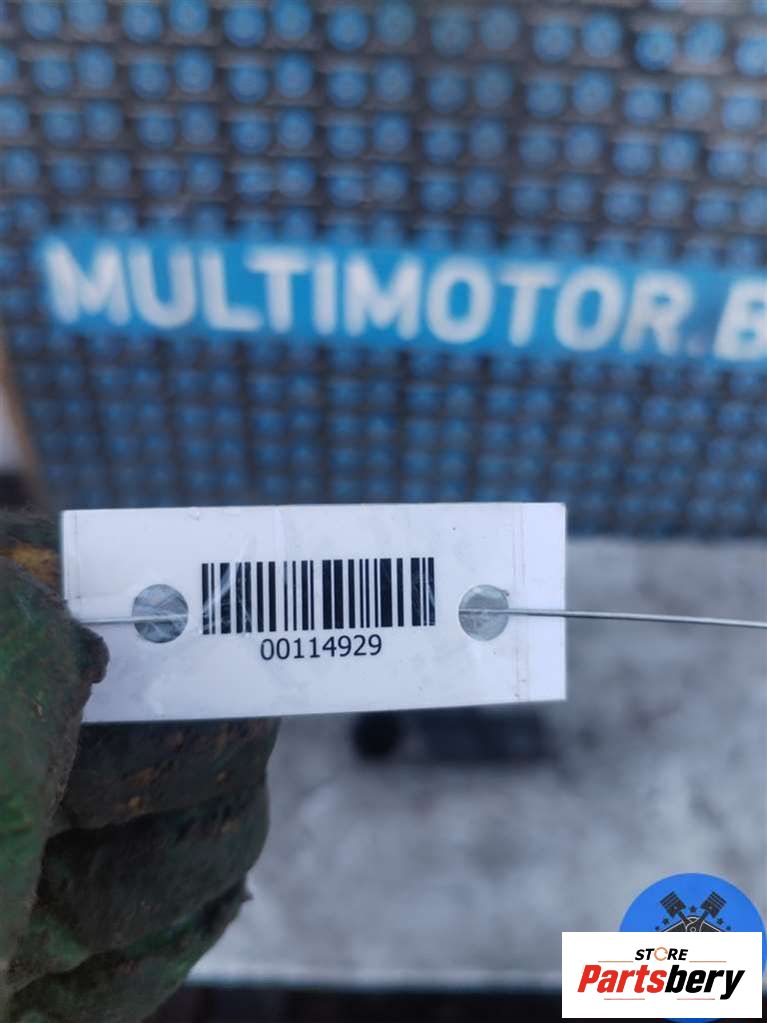 MULTIMOTOR.B
00114929
STORE
Partsbery